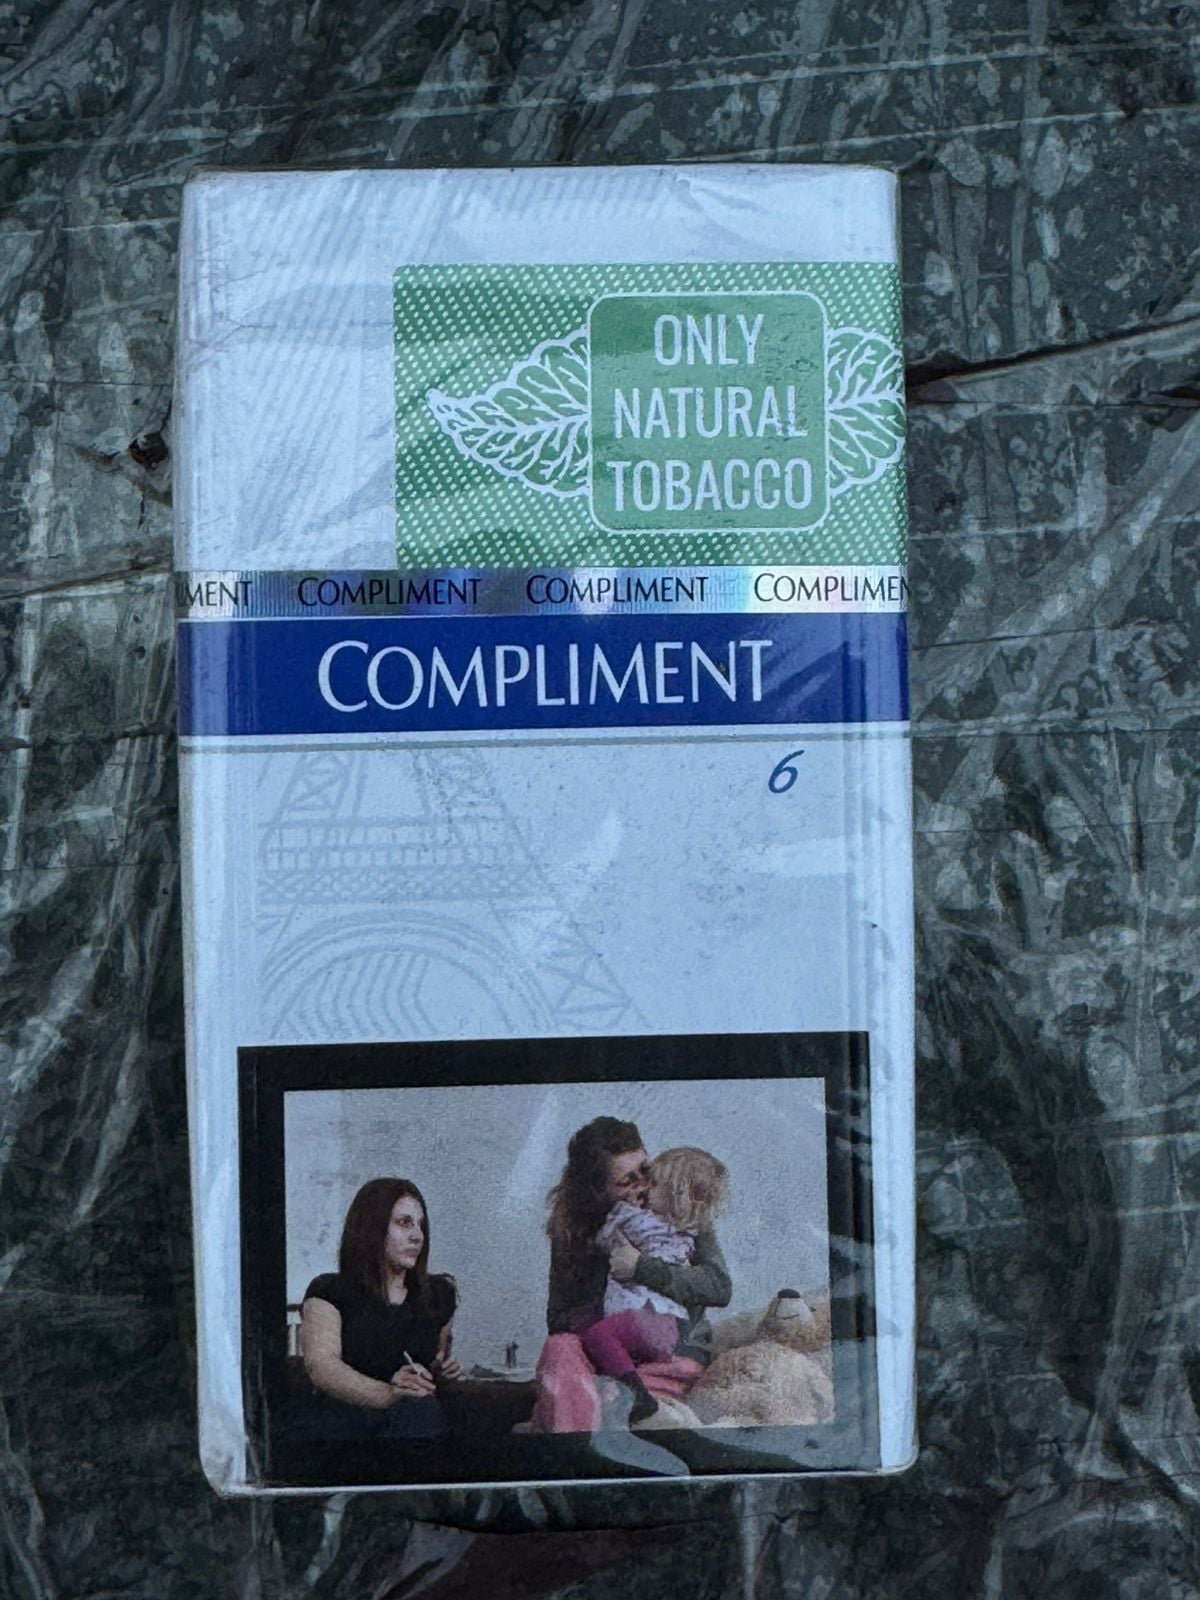 ONLY
NATURAL
TOBACCO
MENT COMPLIMENT COMPLIMENT COMPLIMEN
COMPLIMENT
6